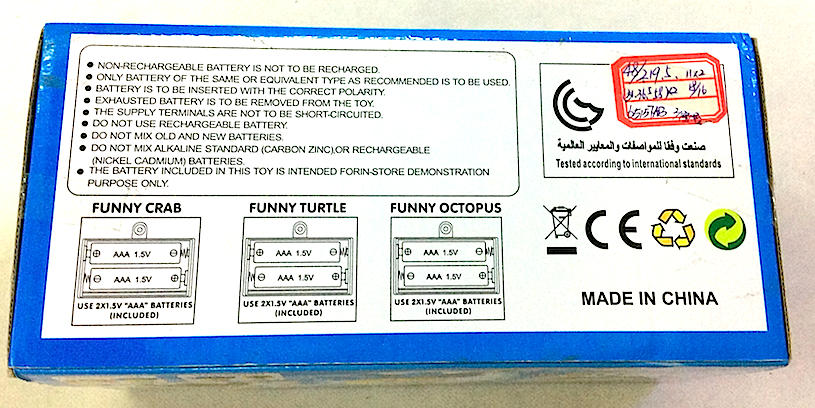 NON-RECHARGEABLE BATTERY IS NOT TO BE RECHARGED.
ONLY BATTERY OF THE SAME OR EQUIVALENT TYPE AS RECOMMENDED IS TO BE USED.
BATTERY IS TO BE INSERTED WITH THE CORRECT POLARITY.
EXHAUSTED BATTERY IS TO BE REMOVED FROM THE TOY.
THE SUPPLY TERMINALS ARE NOT TO BE SHORT-CIRCUITED.
DO NOT USE RECHARGEABLE BATTERY.
DO NOT MIX OLD AND NEW BATTERIES.
DO NOT MIX ALKALINE STANDARD (CARBON ZINC),OR RECHARGEABLE
(NICKEL CADMIUM) BATTERIES.
THE BATTERY INCLUDED IN THIS TOY IS INTENDED FORIN-STORE DEMONSTRATION
PURPOSE ONLY.
FUNNY CRAB
AAA 1.5V
AAA 1.5V
USE 2X1.5V "AAA" BATTERIES
(INCLUDED)
FUNNY TURTLE
AAA 1.5V
AAA 1.5V
USE 2X1.5V "AAA" BATTERIES
(INCLUDED)
FUNNY OCTOPUS
AAA 1.5V
AAA 1.5V
USE 2X1.5V "AAA" BATTERIES
(INCLUDED)
صنعت وفقا للمواصفات والمعايير العالمية
Tested according to international standards
CE
MADE IN CHINA